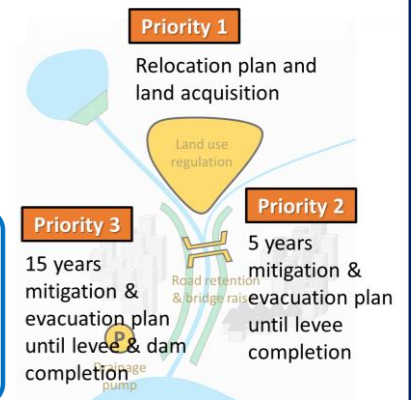 Priority 1
Relocation plan and
land acquisition
Land use
regulation
Priority 2
5 years
mitigation &
evacuation plan
until levee
completion
Priority 3
15 years
mitigation &
evacuation plan
until levee & dam
completion
Road retention
& bridge raise
P
Drainage
pump